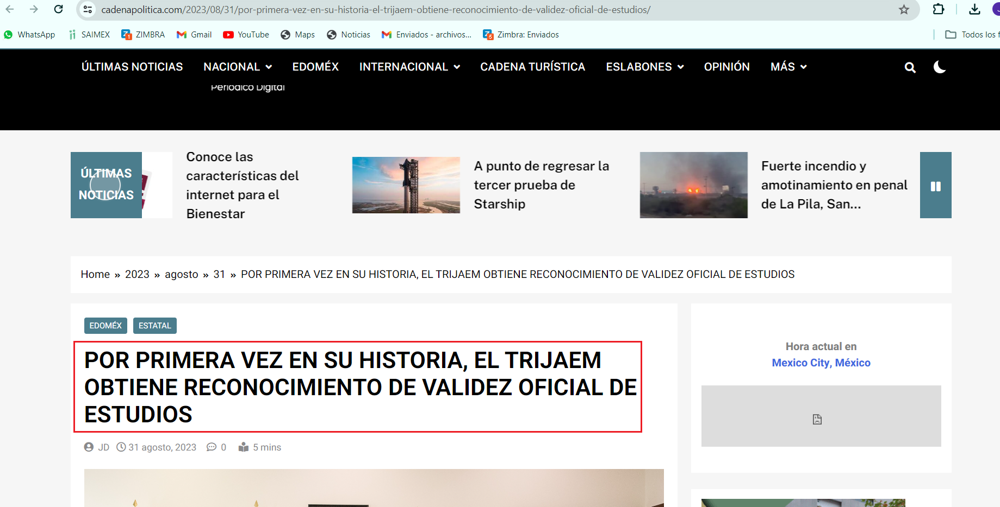 cadenapolitica.com/2023/08/31/por-primera-vez-en-su-historia-el-trijaem-obtiene-reconocimiento-de-validez-oficial-de-estudios/
WhatsApp SAIMEX ZIMBRA Gmail YouTube Maps Noticias Enviados - archivos... Zimbra: Enviados Todos los f
ÚLTIMAS NOTICIAS NACIONAL EDOMÉX INTERNACIONAL CADENA TURÍSTICA ESLABONES OPINIÓN MÁS
Periódico Digital
ÚLTIMAS
NOTICIAS
Conoce las
características del
internet para el
Bienestar
A punto de regresar la
tercer prueba de
Starship
Fuerte incendio y
amotinamiento en penal
de La Pila, San...
Home » 2023 » agosto » 31 » POR PRIMERA VEZ EN SU HISTORIA, EL TRIJAEM OBTIENE RECONOCIMIENTO DE VALIDEZ OFICIAL DE ESTUDIOS
EDOMÉX ESTATAL
POR PRIMERA VEZ EN SU HISTORIA, EL TRIJAEM
OBTIENE RECONOCIMIENTO DE VALIDEZ OFICIAL DE
ESTUDIOS
JD 31 agosto, 2023 0 5 mins
Hora actual en
Mexico City, México